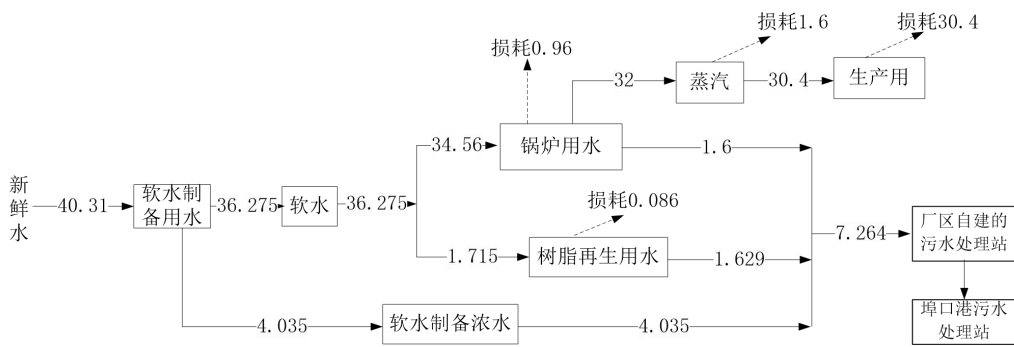 损耗1.6
损耗30.4
损耗0.96
32
蒸汽
30.4
生产用
34.56
锅炉用水
1.6
新
鲜
水
40.31
软水制
备用水
36.275
软水
36.275
损耗0.086
1.715
树脂再生用水
1.629
7.264
厂区自建的
污水处理站
4.035
软水制备浓水
4.035
埠口港污水
处理站